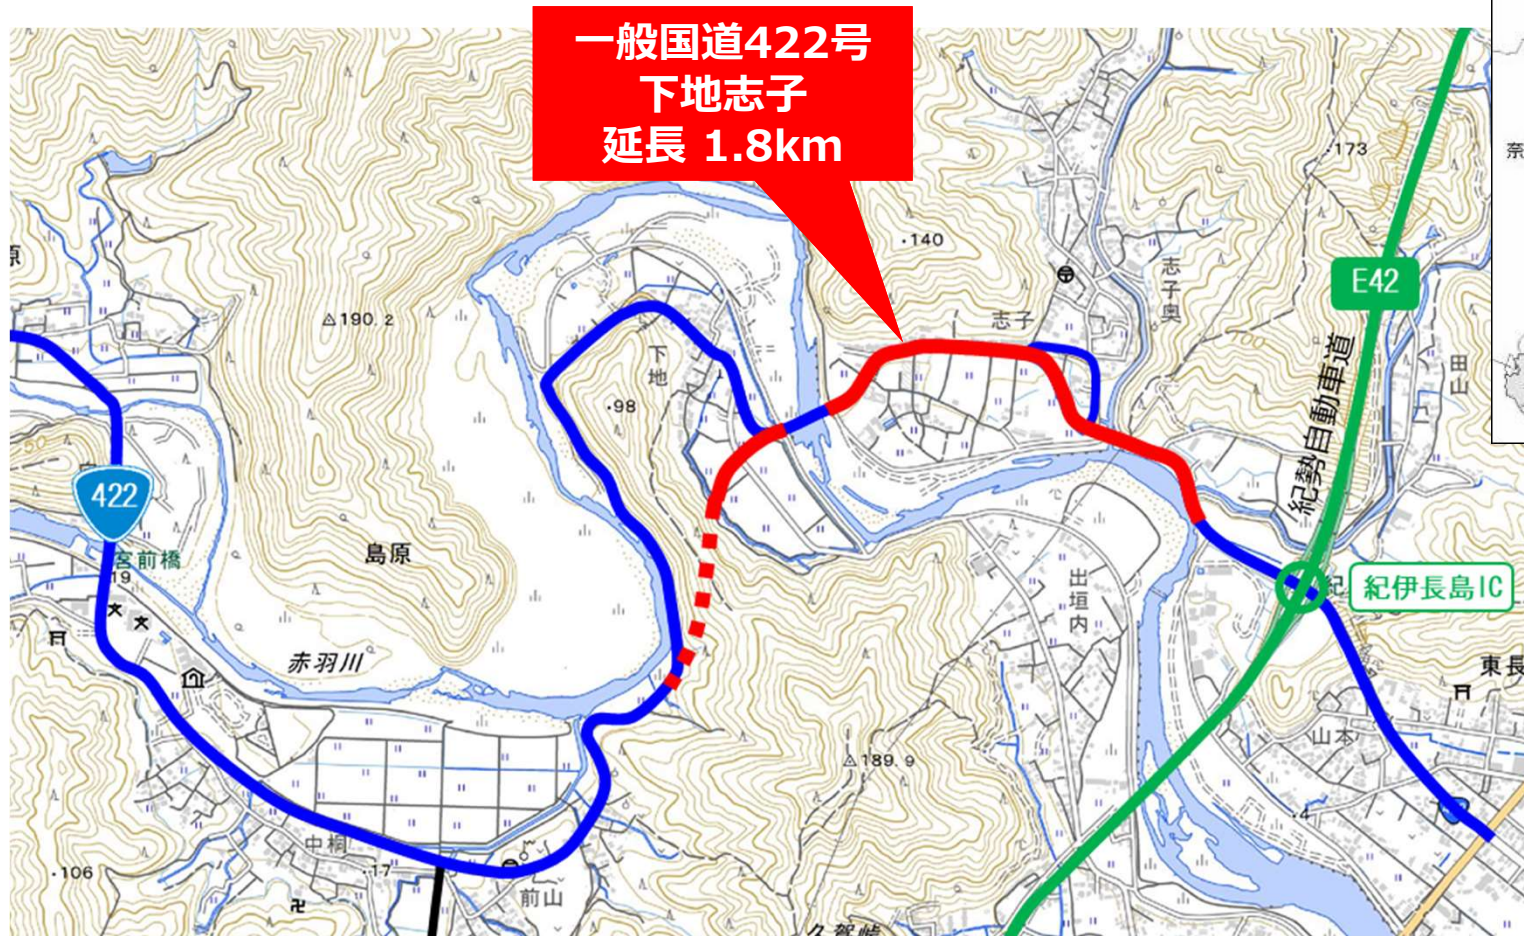 一般国道422号
下地志子
延長 1.8km
奈
173
140
E42
志子奥
志子
原
190.2
下地
田山
紀勢自動車道
98
422
宮前橋
19
島原
出垣内
紀
紀伊長島IC
赤羽川
東長
山本
189.9
4
中桐
17
106
前山